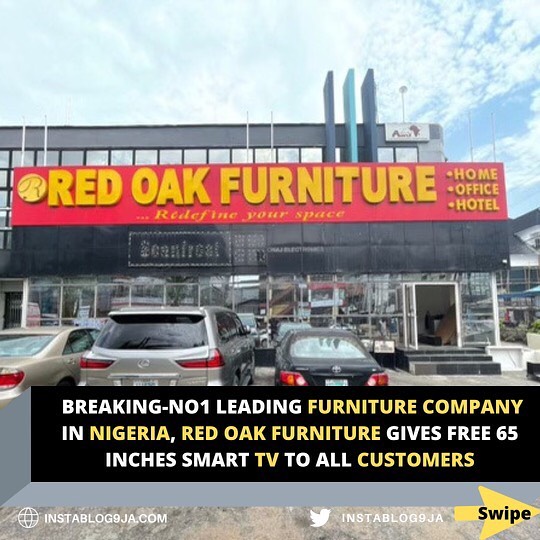 RED OAK FURNITURE
•HOME
•OFFICE
•HOTEL
... Redefine your space
Scanfrost
BREAKING-NO1 LEADING FURNITURE COMPANY
IN NIGERIA, RED OAK FURNITURE GIVES FREE 65
INCHES SMART TV TO ALL CUSTOMERS
INSTABLOG9JA.COM
INSTABLOG9JA
Swipe